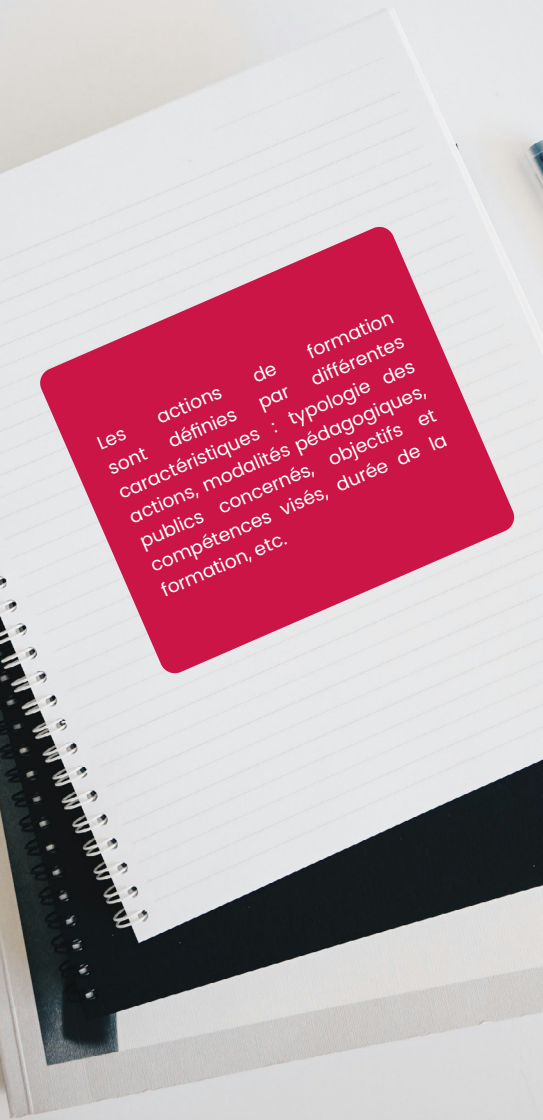 Les actions de formation
sont définies par différentes
caractéristiques : typologie des
actions, modalités pédagogiques,
publics concernés, objectifs et
compétences visés, durée de la
formation, etc.